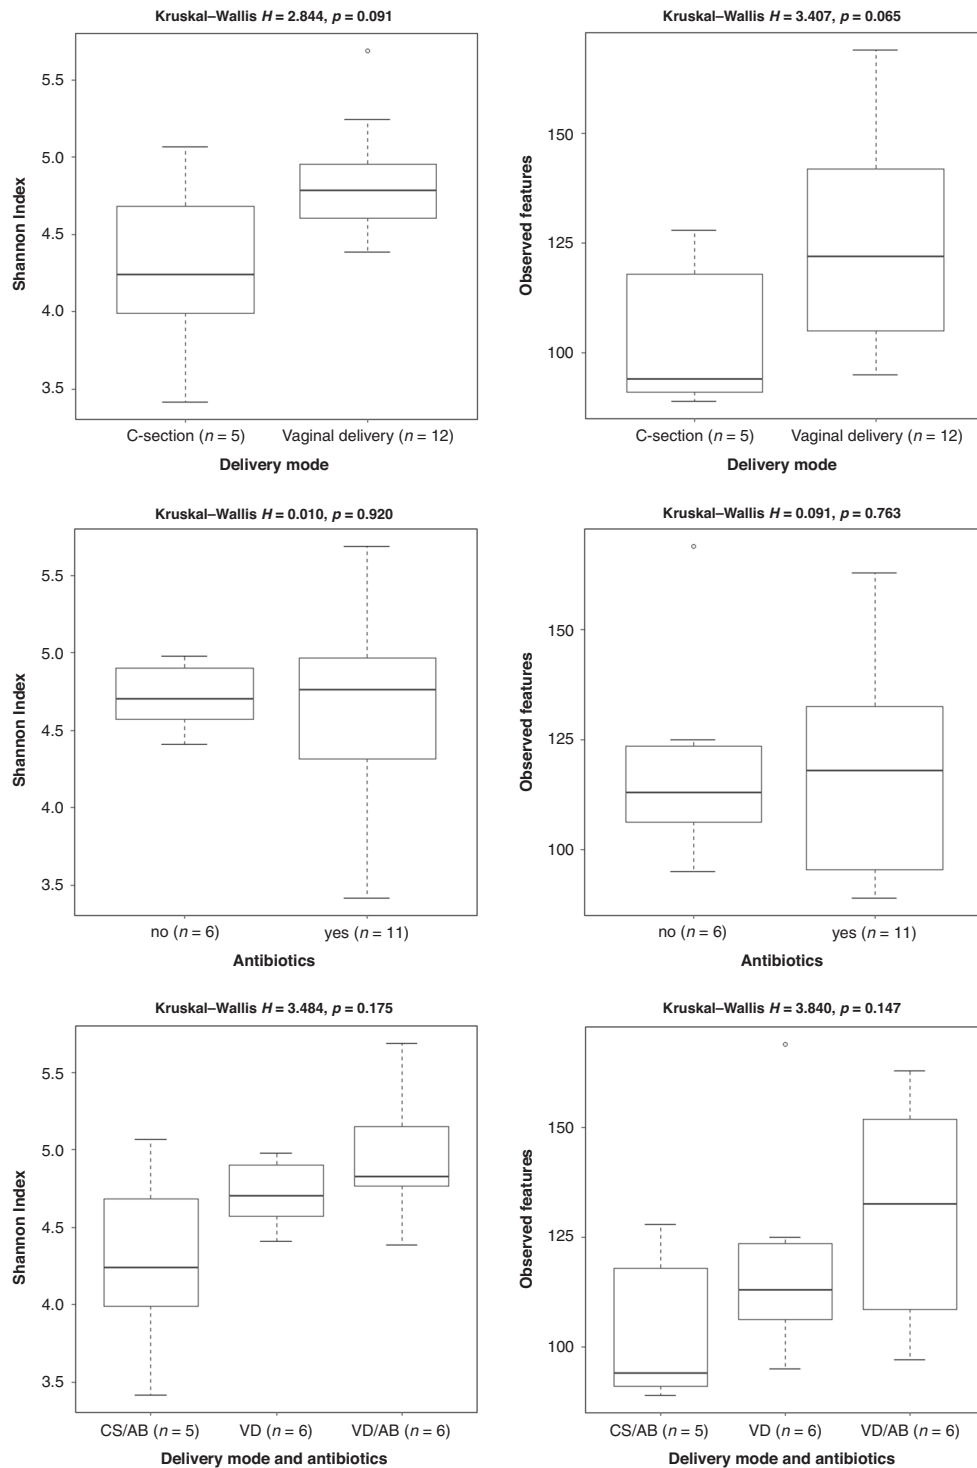 Kruskal–Wallis H = 2.844, p = 0.091
Shannon Index
5.5
5.0
4.5
4.0
3.5
C-section (n = 5) Vaginal delivery (n = 12)
Delivery mode
Kruskal–Wallis H = 3.407, p = 0.065
Observed features
150
125
100
C-section (n = 5) Vaginal delivery (n = 12)
Delivery mode
Kruskal–Wallis H = 0.010, p = 0.920
Shannon Index
5.5
5.0
4.5
4.0
3.5
no (n = 6) yes (n = 11)
Antibiotics
Kruskal–Wallis H = 0.091, p = 0.763
Observed features
150
125
100
no (n = 6) yes (n = 11)
Antibiotics
Kruskal–Wallis H = 3.484, p = 0.175
Shannon Index
5.5
5.0
4.5
4.0
3.5
CS/AB (n = 5) VD (n = 6) VD/AB (n = 6)
Delivery mode and antibiotics
Kruskal–Wallis H = 3.840, p = 0.147
Observed features
150
125
100
CS/AB (n = 5) VD (n = 6) VD/AB (n = 6)
Delivery mode and antibiotics